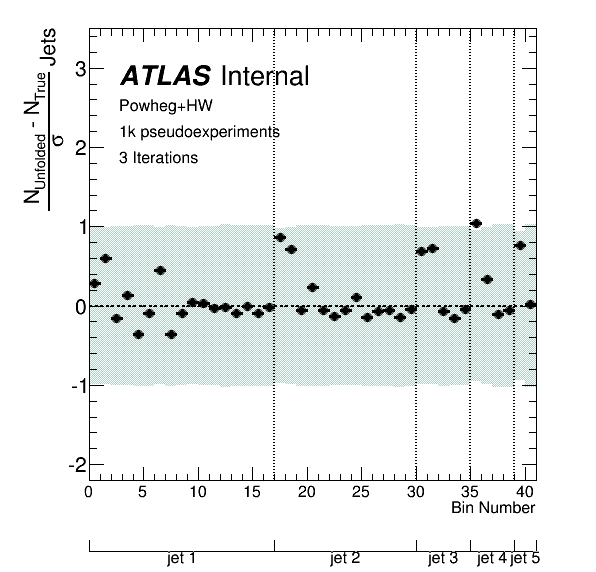 N_Unfolded - N_True Jets
σ
ATLAS Internal
Powheg+HW
1k pseudoexperiments
3 Iterations
3
2
1
0
-1
-2
0 5 10 15 20 25 30 35 40
Bin Number
jet 1 jet 2 jet 3 jet 4 jet 5